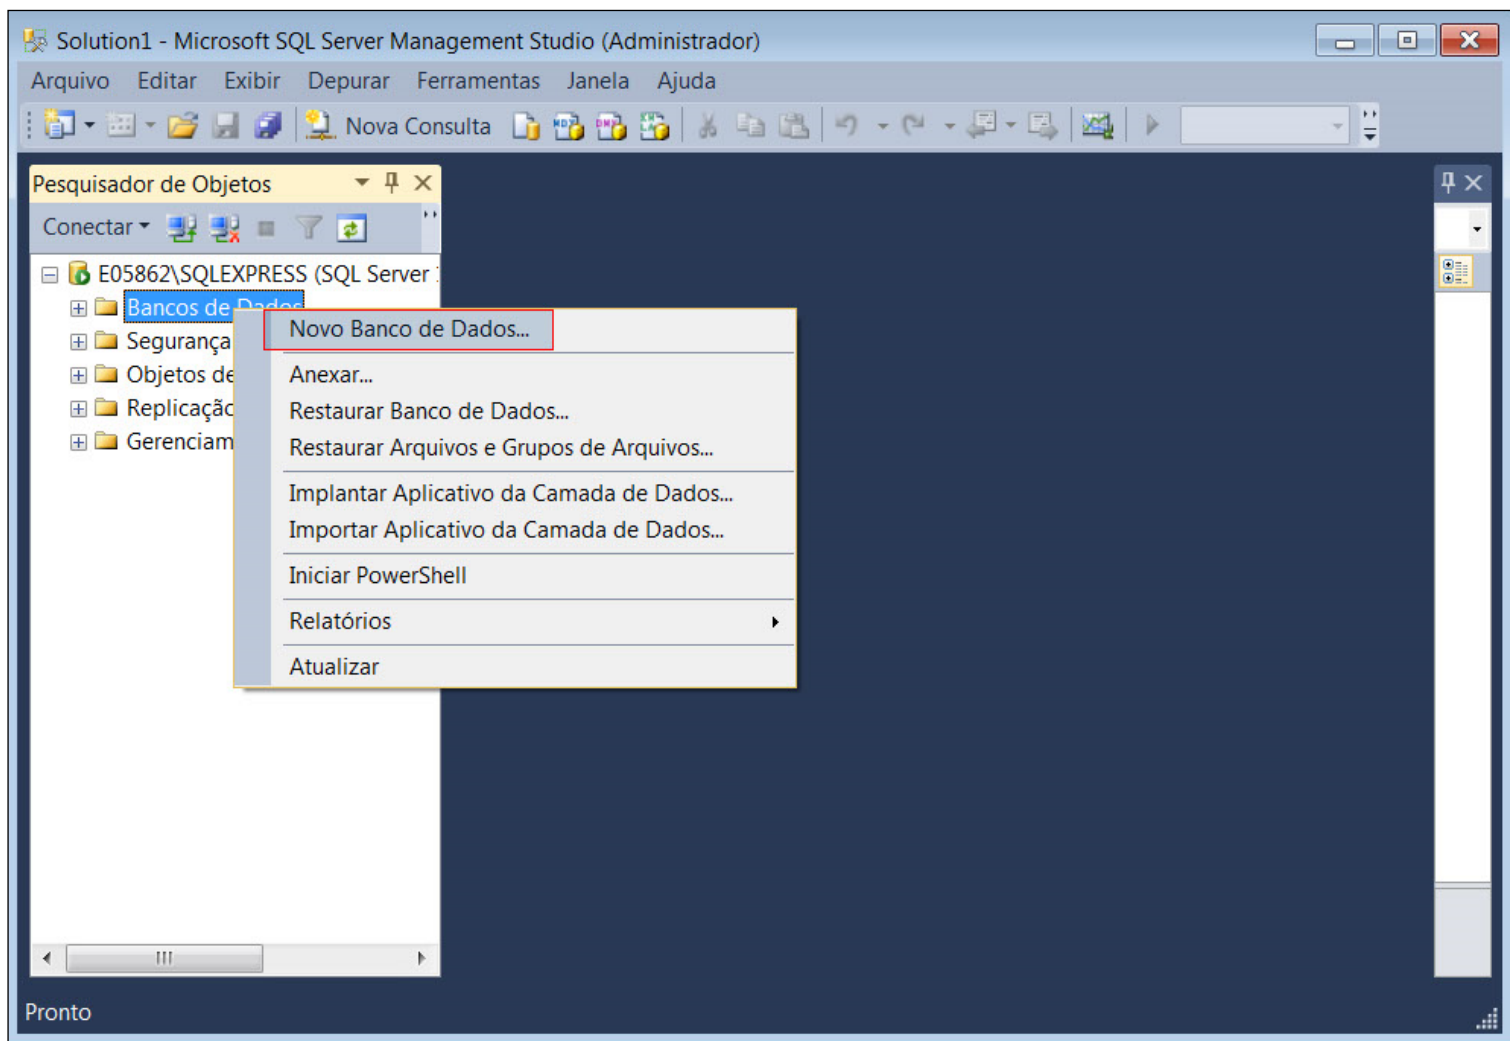 Solution1 - Microsoft SQL Server Management Studio (Administrador)
Arquivo Editar Exibir Depurar Ferramentas Janela Ajuda
Nova Consulta
Pesquisador de Objetos
Conectar
E05862\SQLEXPRESS (SQL Server
Bancos de Dados
Segurança
Objetos de
Replicação
Gerenciam
Novo Banco de Dados...
Anexar...
Restaurar Banco de Dados...
Restaurar Arquivos e Grupos de Arquivos...
Implantar Aplicativo da Camada de Dados...
Importar Aplicativo da Camada de Dados...
Iniciar PowerShell
Relatórios
Atualizar
Pronto